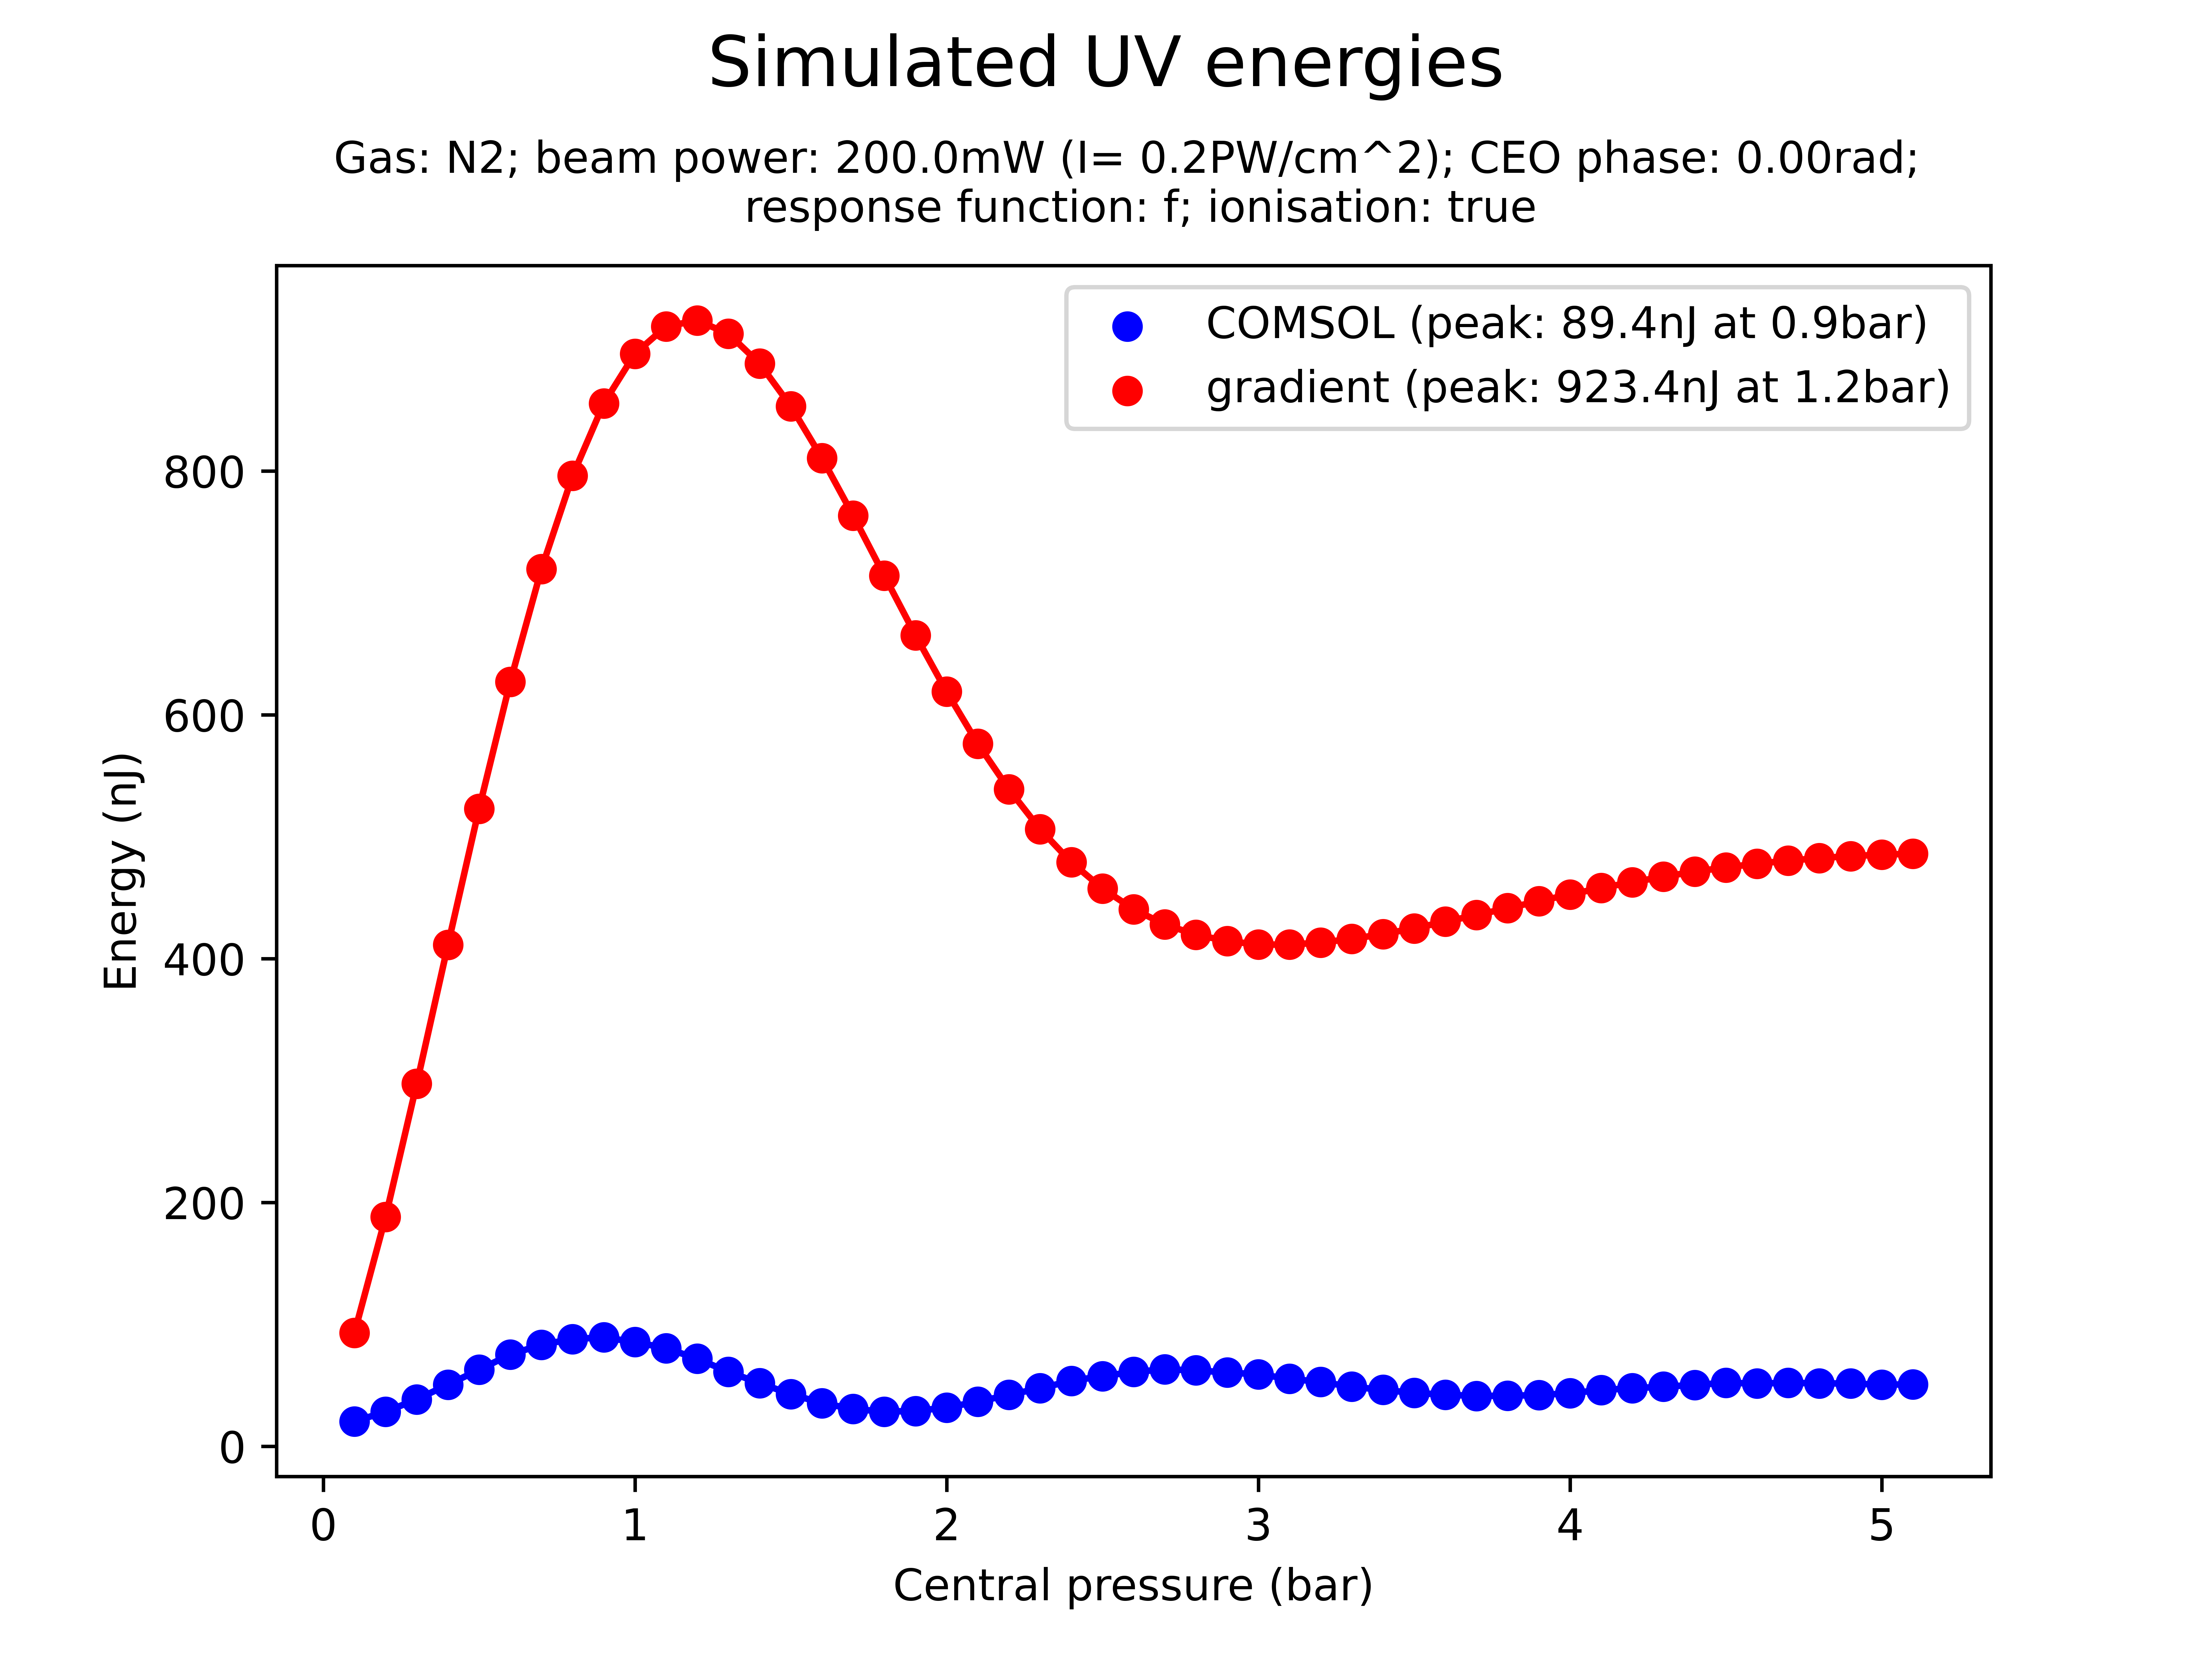 Simulated UV energies
Gas: N2; beam power: 200.0mW (I= 0.2PW/cm^2); CEO phase: 0.00rad;
response function: f; ionisation: true
COMSOL (peak: 89.4nJ at 0.9bar)
gradient (peak: 923.4nJ at 1.2bar)
Energy (nJ)
800
600
400
200
0
0 1 2 3 4 5
Central pressure (bar)